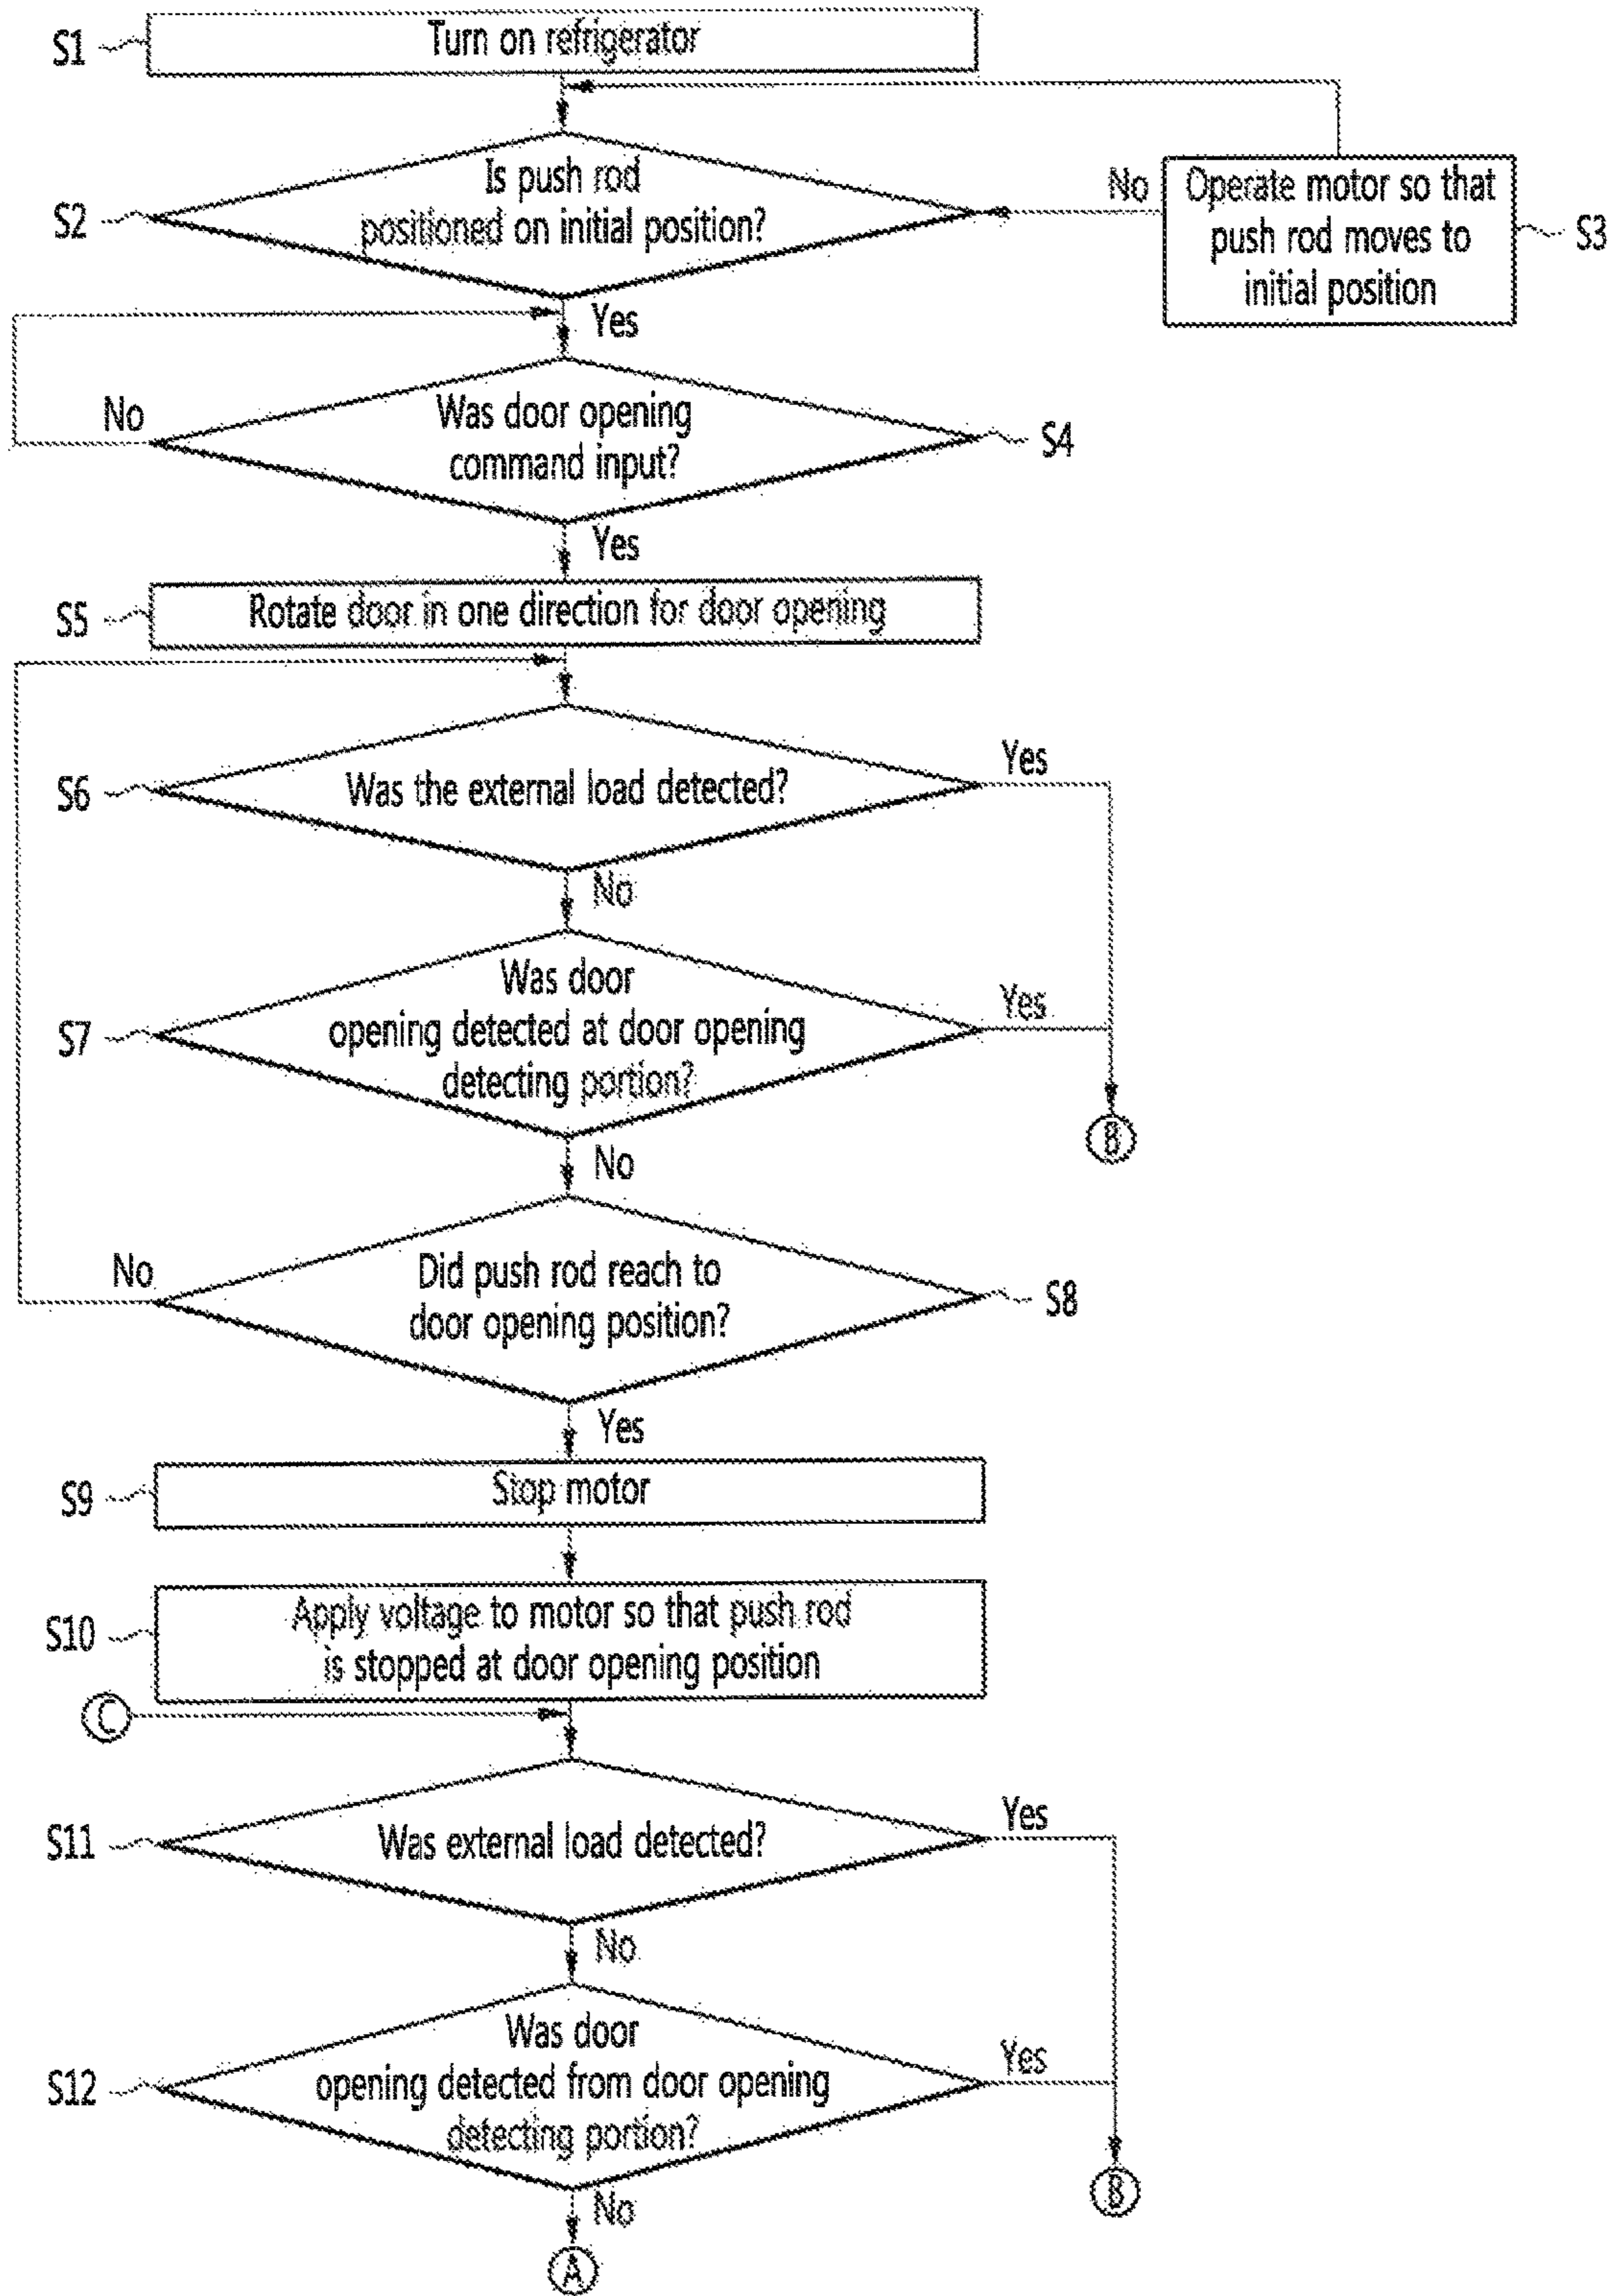 S1
Turn on refrigerator
S2
Is push rod
positioned on initial position?
No
Operate motor so that
push rod moves to
initial position
S3
Yes
No
Was door opening
command input?
S4
Yes
S5
Rotate door in one direction for door opening
S6
Was the external load detected?
Yes
No
S7
Was door
opening detected at door opening
detecting portion?
Yes
B
No
No
Did push rod reach to
door opening position?
S8
Yes
S9
Stop motor
S10
Apply voltage to motor so that push rod
is stopped at door opening position
C
S11
Was external load detected?
Yes
No
S12
Was door
opening detected from door opening
detecting portion?
Yes
B
No
A